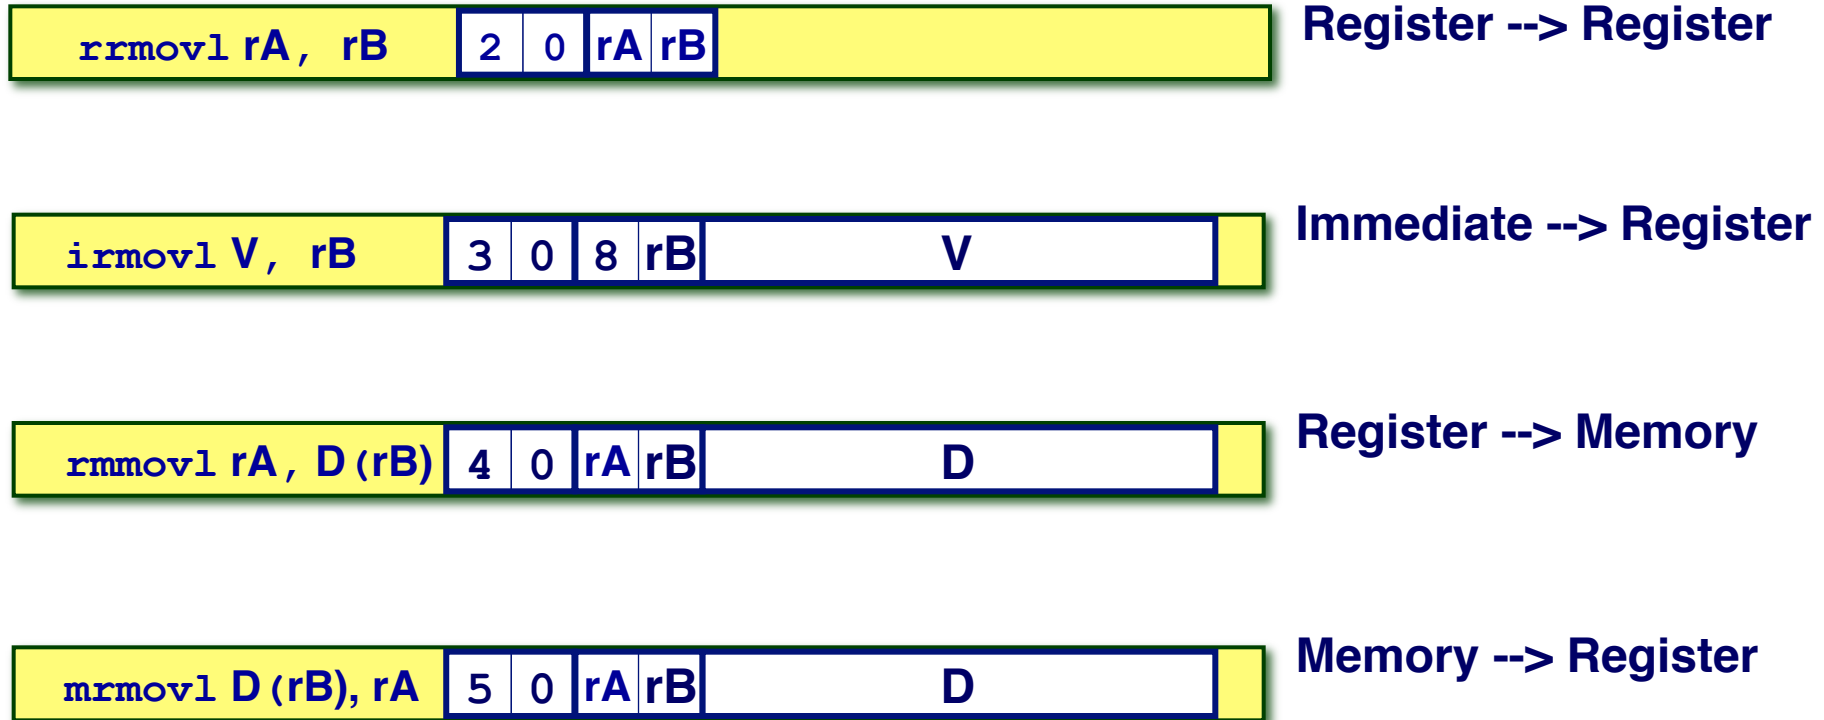 rrmovl rA, rB 2 0 rA rB Register --> Register
irmovl V, rB 3 0 8 rB V Immediate --> Register
rmmovl rA, D(rB) 4 0 rA rB D Register --> Memory
mrmovl D(rB), rA 5 0 rA rB D Memory --> Register